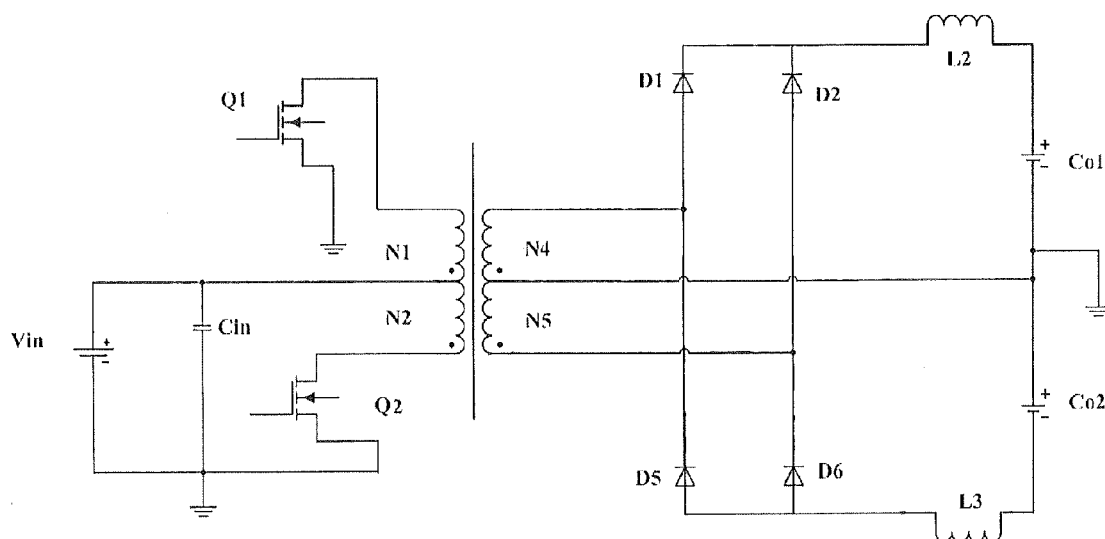 L2
Q1
D1
D2
Co1
N1
N4
N2
N5
Vin
Cin
+
-
Q2
+
-
Co2
+
-
D5
D6
L3